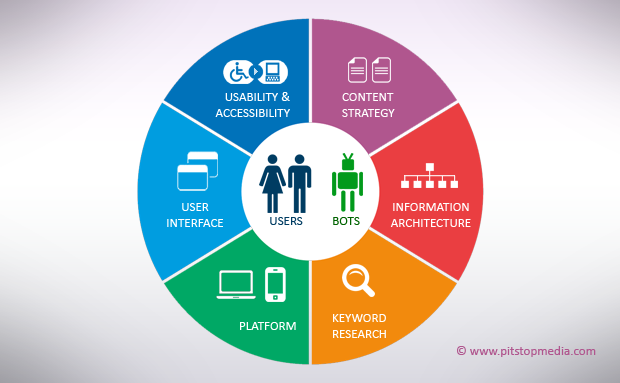 USABILITY &
ACCESSIBILITY
CONTENT
STRATEGY
USER
INTERFACE
USERS
BOTS
INFORMATION
ARCHITECTURE
PLATFORM
KEYWORD
RESEARCH
© www.pitstopmedia.com